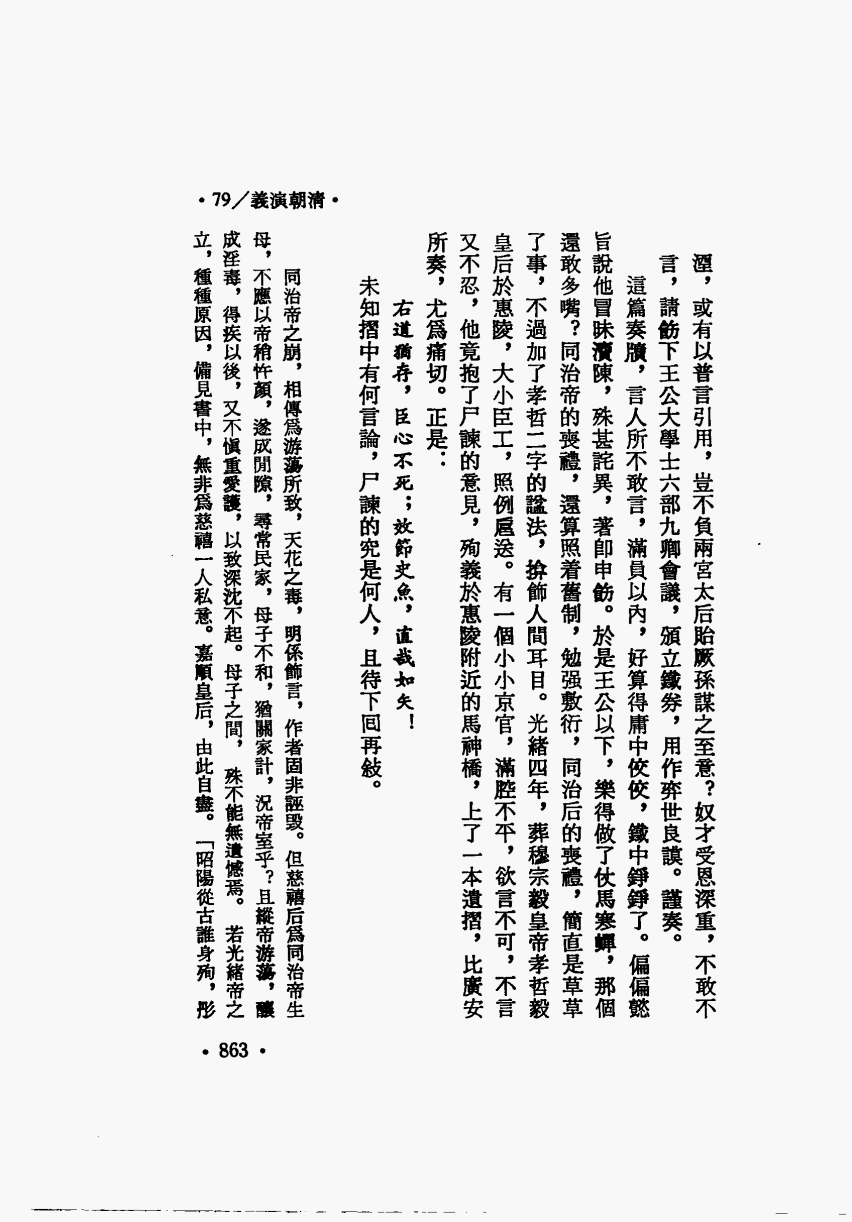 •79／義演朝清•
湮，或有以普言引用，豈不負兩宮太后貽厥孫謀之至意？奴才受恩深重，不敢不
言，請飭下王公大學士六部九卿會議，頒立鐵券，用作弈世良謨。謹奏。
這篇奏牘，言人所不敢言，滿員以內，好算得庸中佼佼，鐵中錚錚了。偏偏懿
旨說他冒昧瀆陳，殊甚詫異，著卽申飭。於是王公以下，樂得做了仗馬寒蟬，那個
還敢多嘴？同治帝的喪禮，還算照着舊制，勉强敷衍，同治后的喪禮，簡直是草草
了事，不過加了孝哲二字的諡法，揜飾人間耳目。光緒四年，葬穆宗毅皇帝孝哲毅
皇后於惠陵，大小臣工，照例扈送。有一個小小京官，滿腔不平，欲言不可，不言
又不忍，他竟抱了尸諫的意見，殉義於惠陵附近的馬神橋，上了一本遺摺，比廣安
所奏，尤爲痛切。正是：
右道猶存，臣心不死；效節史魚，直哉如矢！
未知摺中有何言論，尸諫的究是何人，且待下囘再敍。
同治帝之崩，相傳爲游蕩所致，天花之毒，明係飾言，作者固非誣毀。但慈禧后爲同治帝生
母，不應以帝稍忤顏，遂成閒隙，尋常民家，母子不和，猶關家計，況帝室乎？且縱帝游蕩，釀
成淫毒，得疾以後，又不愼重愛護，以致深沈不起。母子之間，殊不能無遺憾焉。若光緒帝之
立，種種原因，備見書中，無非爲慈禧一人私意。嘉順皇后，由此自盡。「昭陽從古誰身殉，彤
•863•